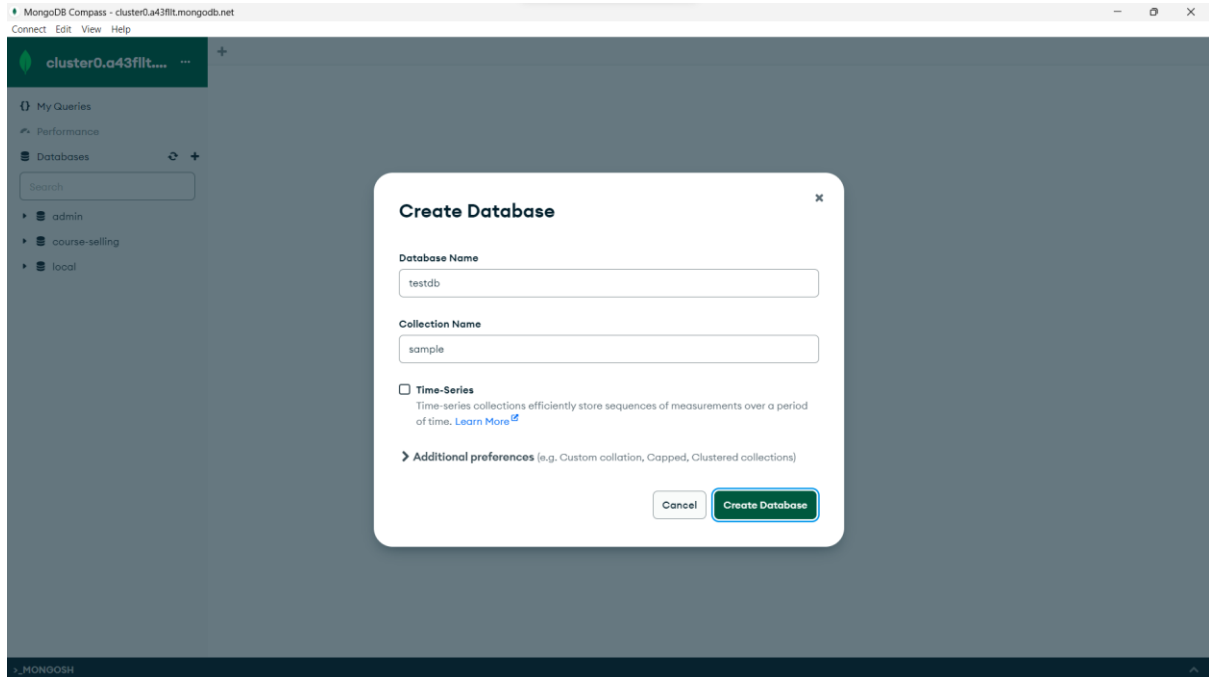 MongoDB Compass - cluster0.a43fllt.mongodb.net
Connect Edit View Help
cluster0.a43fllt.... ...
{} My Queries
Performance
Databases
Search
admin
course-selling
local
Create Database
Database Name
testdb
Collection Name
sample
Time-Series
Time-series collections efficiently store sequences of measurements over a period
of time. Learn More
Additional preferences (e.g. Custom collation, Capped, Clustered collections)
Cancel Create Database
>_MONGOSH